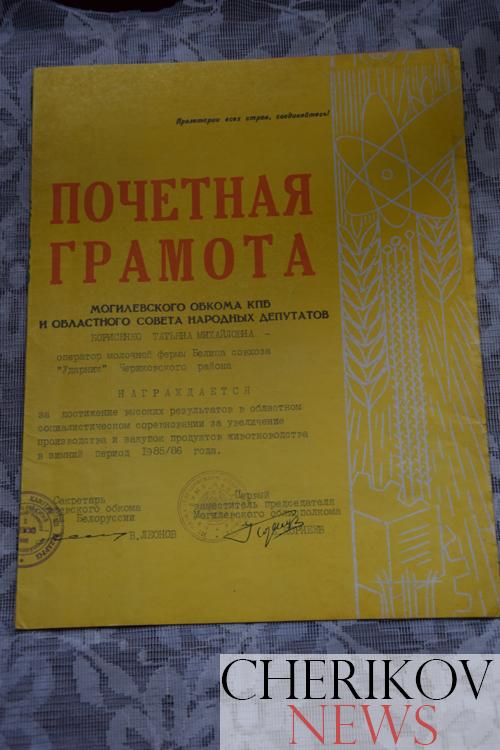 Пролетарии всех стран, соединяйтесь!
ПОЧЕТНАЯ
ГРАМОТА
МОГИЛЕВСКОГО ОБКОМА КПБ
И ОБЛАСТНОГО СОВЕТА НАРОДНЫХ ДЕПУТАТОВ
БОРИСЕНКО ТАТЬЯНА МИХАЙЛОВНА -
оператор молочной фермы Белица совхоза
"Ударник" Чериковского района
НАГРАЖДАЕТСЯ
за достижение высоких результатов в областном
социалистическом соревновании за увеличение
производства и закупок продуктов животноводства
в зимний период 1985/86 года.
Секретарь
обкома
Белоруссии
В.ЛЕОНОВ
Первый
заместитель председателя
Могилевского облисполкома
CHERIKOV
NEWS